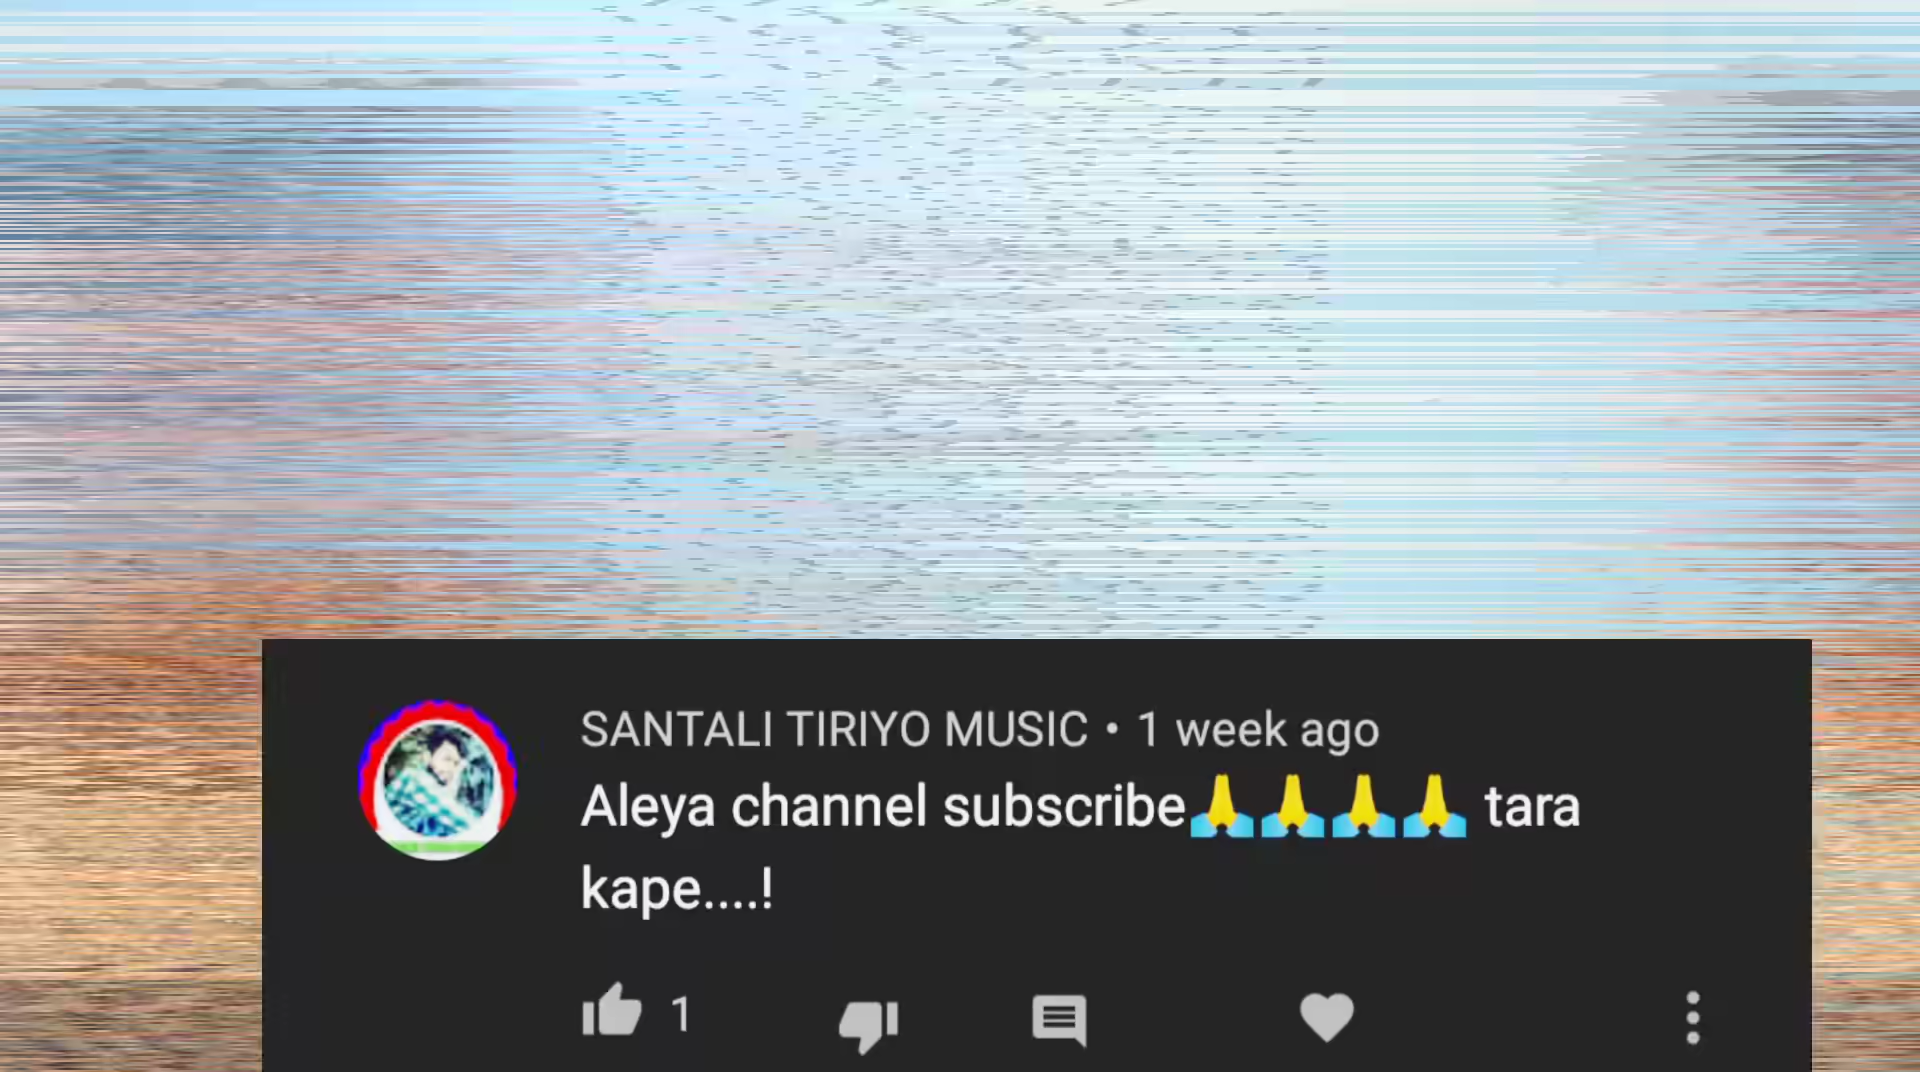 SANTALI TIRIYO MUSIC • 1 week ago
Aleya channel subscribe🙏🙏🙏🙏 tara
kape....!
1